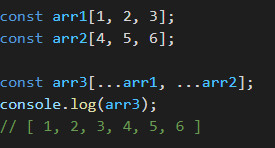 const arr1[1, 2, 3];
const arr2[4, 5, 6];
const arr3[...arr1, ...arr2];
console.log(arr3);
// [ 1, 2, 3, 4, 5, 6 ]